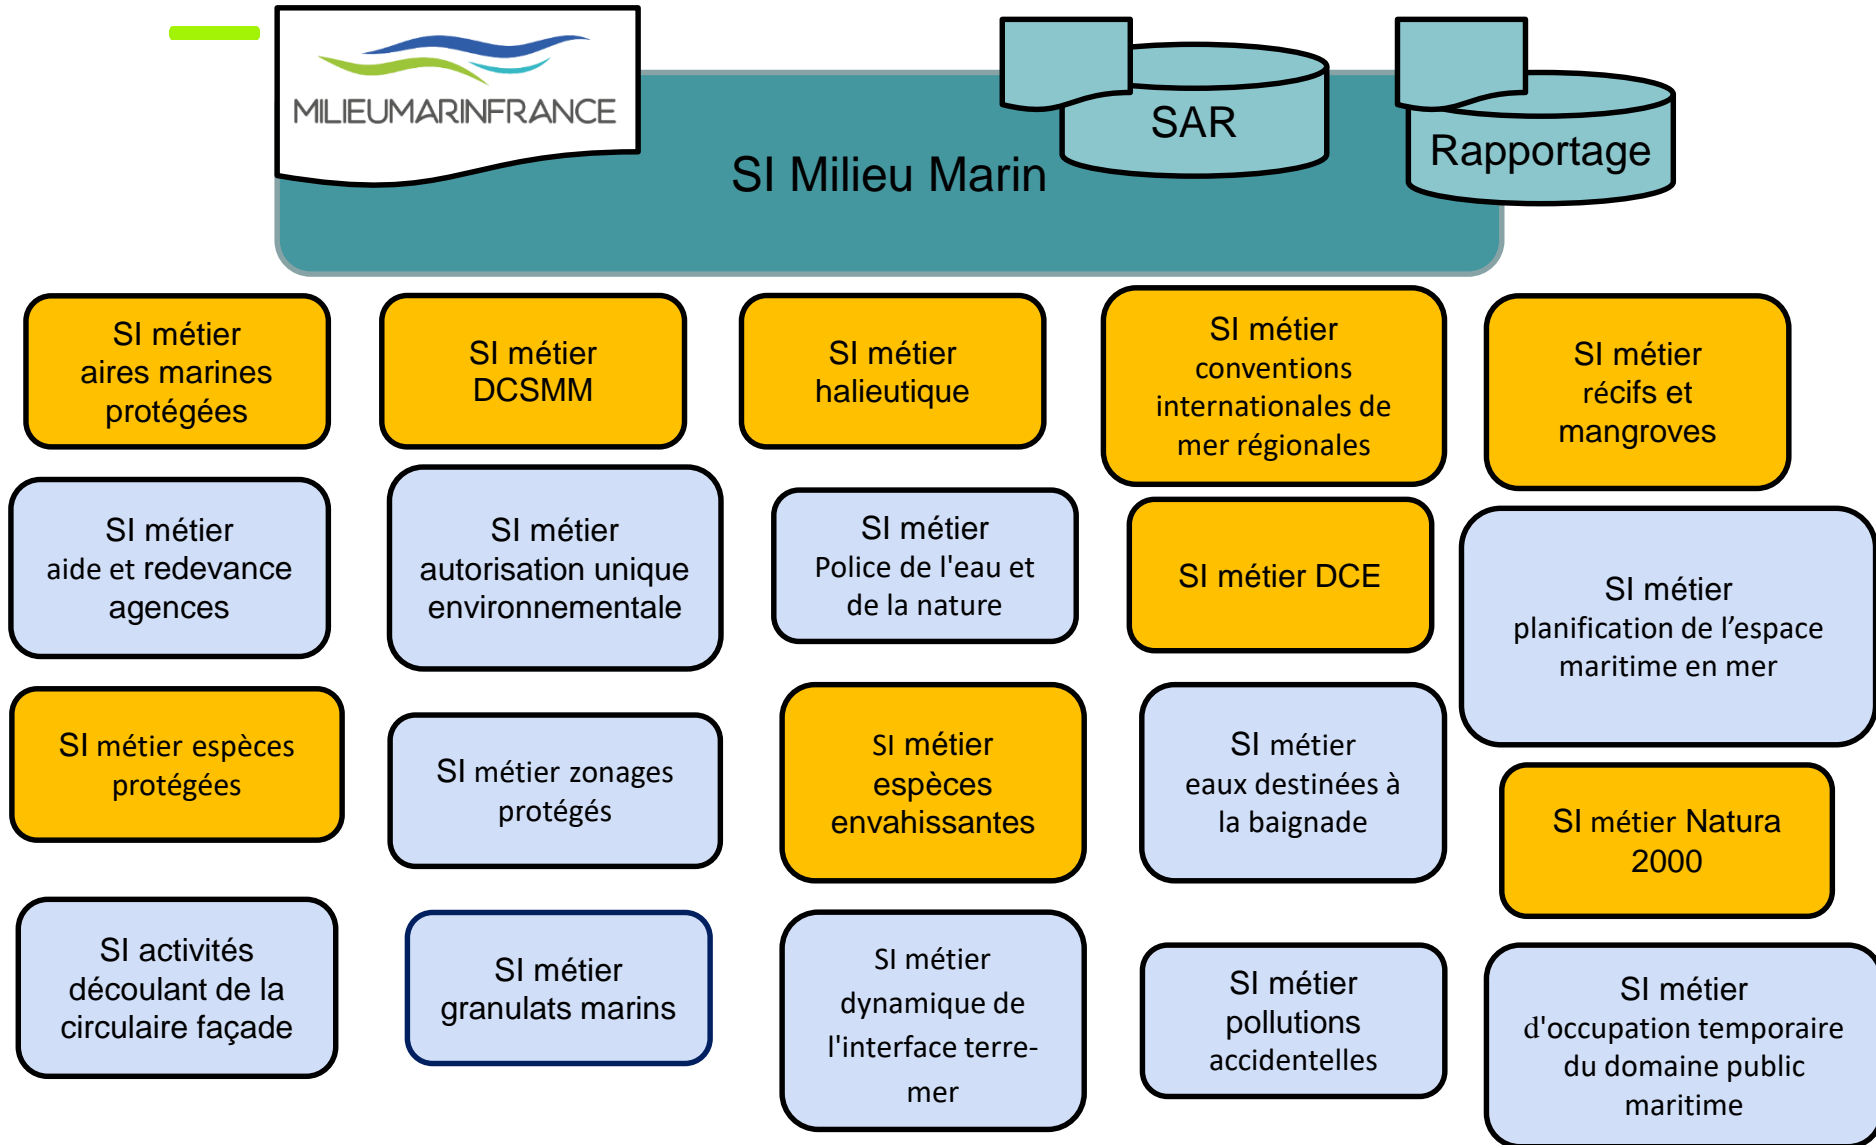 MILIEUMARINFRANCE
SI Milieu Marin
SAR
Rapportage
SI métier
aires marines
protégées
SI métier
DCSMM
SI métier
halieutique
SI métier
conventions
internationales de
mer régionales
SI métier
récifs et
mangroves
SI métier
aide et redevance
agences
SI métier
autorisation unique
environnementale
SI métier
Police de l'eau et
de la nature
SI métier DCE
SI métier
planification de l’espace
maritime en mer
SI métier espèces
protégées
SI métier zonages
protégés
SI métier
espèces
envahissantes
SI métier
eaux destinées à
la baignade
SI métier Natura
2000
SI activités
découlant de la
circulaire façade
SI métier
granulats marins
SI métier
dynamique de
l'interface terre-
mer
SI métier
pollutions
accidentelles
SI métier
d'occupation temporaire
du domaine public
maritime